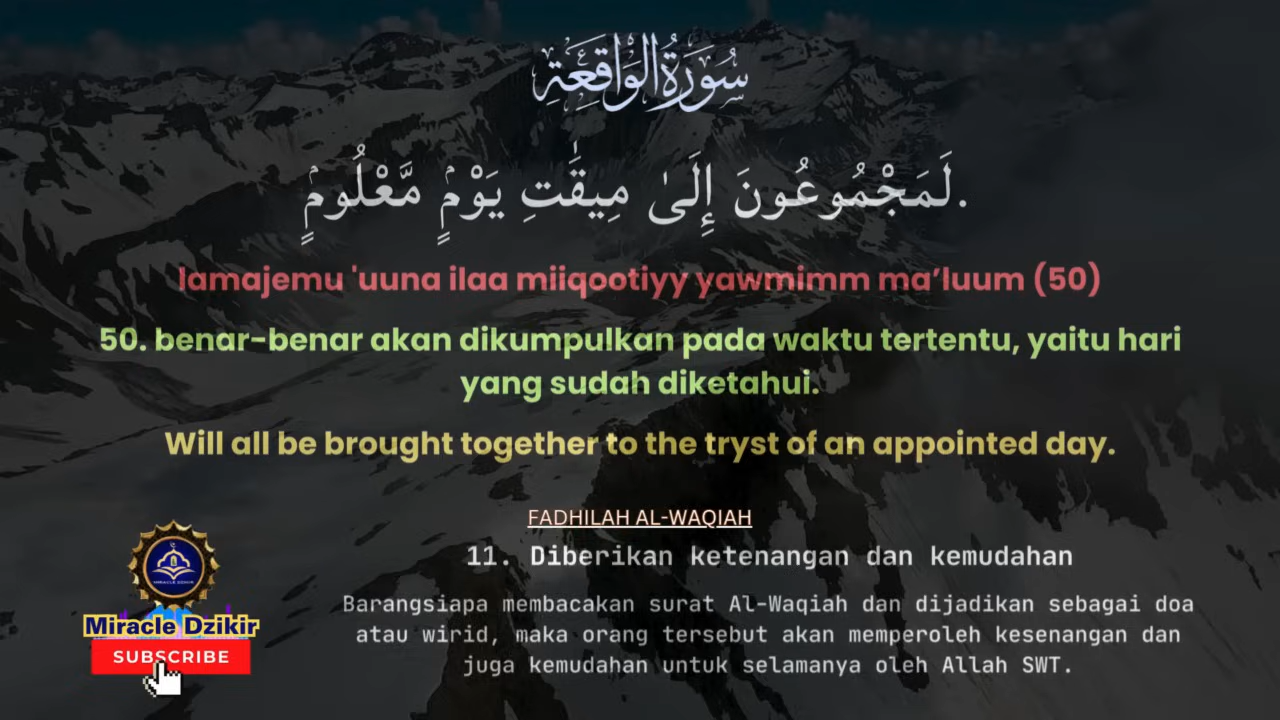 سُورَةُ الْوَاقِعَةِ
لَمَجْمُوعُونَ إِلَىٰ مِيقَٰتِ يَوْمٍۢ مَّعْلُومٍۢ.
lamajemu 'uuna ilaa miiqootiyy yawmimm ma’luum (50)
50. benar-benar akan dikumpulkan pada waktu tertentu, yaitu hari
yang sudah diketahui.
Will all be brought together to the tryst of an appointed day.
FADHILAH AL-WAQIAH
11. Diberikan ketenangan dan kemudahan
Barangsiapa membacakan surat Al-Waqiah dan dijadikan sebagai doa
atau wirid, maka orang tersebut akan memperoleh kesenangan dan
juga kemudahan untuk selamanya oleh Allah SWT.
MIRACLE DZIKIR
Miracle Dzikir
SUBSCRIBE